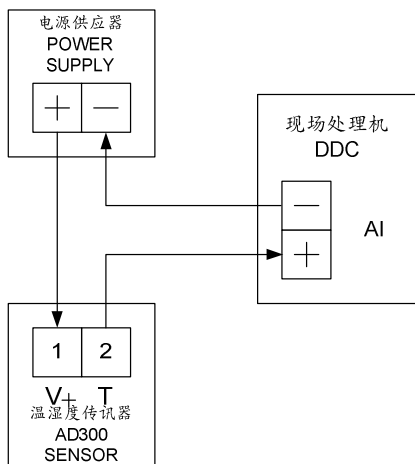 电源供应器
POWER
SUPPLY
+ −
现场处理机
DDC
−
+
AI
1 2
V+ T
温湿度传讯器
AD300
SENSOR